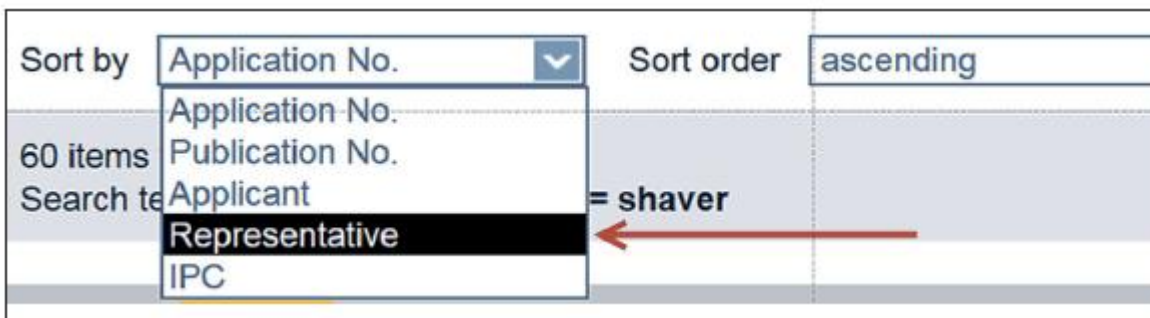 Sort by Application No. Sort order ascending
Application No.
60 items Publication No.
Search te Applicant = shaver
Representative
IPC